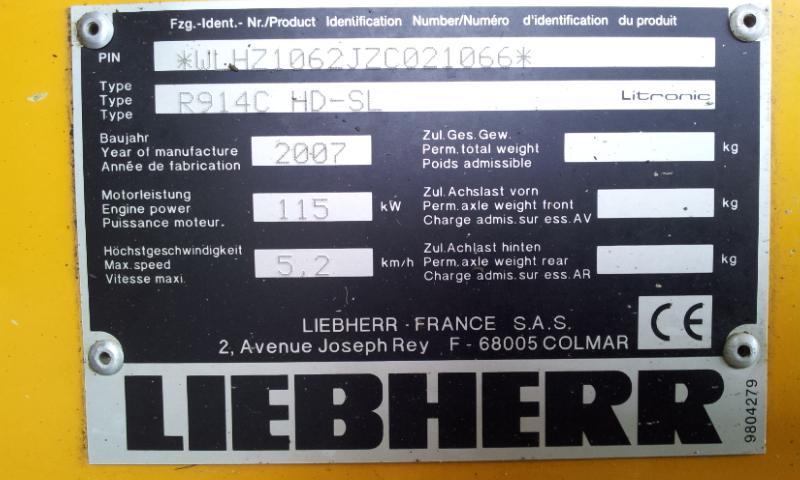 Fzg.-Ident.- Nr./Product Identification Number/Numéro d'identification du produit
PIN *WLHZ1062JZC021066*
Type
Type R914C HD-SL Litronic
Type
Baujahr
Year of manufacture 2007
Année de fabrication
Zul.Ges.Gew.
Perm.total weight kg
Poids admissible
Motorleistung
Engine power 115 kW
Puissance moteur.
Zul.Achslast vorn
Perm.axle weight front kg
Charge admis.sur ess.AV
Höchstgeschwindigkeit
Max.speed 5,2 km/h
Vitesse maxi.
Zul.Achlast hinten
Perm.axle weight rear kg
Charge admis.sur ess.AR
LIEBHERR-FRANCE S.A.S.
2, Avenue Joseph Rey F-68005 COLMAR
CE
LIEBHERR
9804279